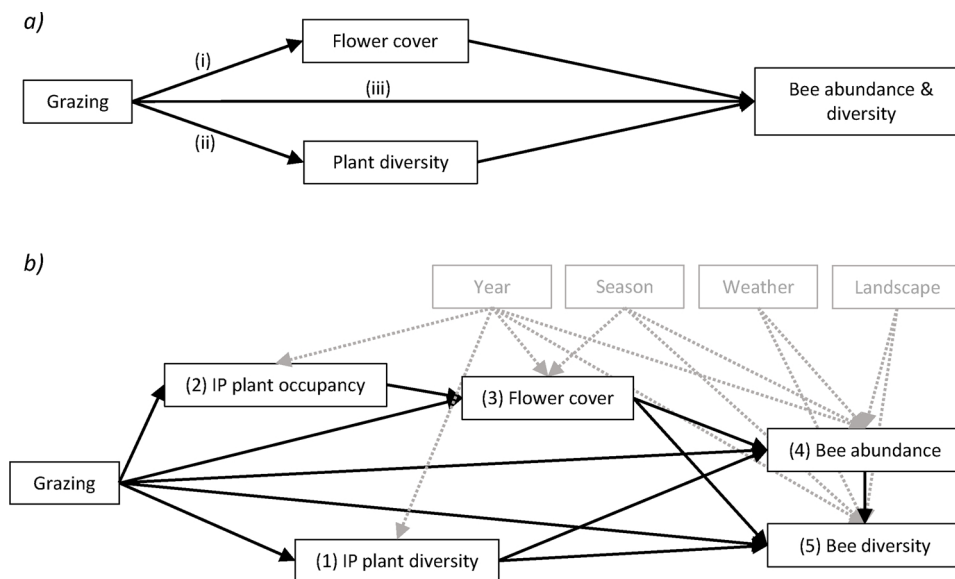 a)
Flower cover
(i)
Grazing
(iii)
Bee abundance &
diversity
(ii)
Plant diversity
b)
Year
Season
Weather
Landscape
(2) IP plant occupancy
(3) Flower cover
(4) Bee abundance
Grazing
(1) IP plant diversity
(5) Bee diversity